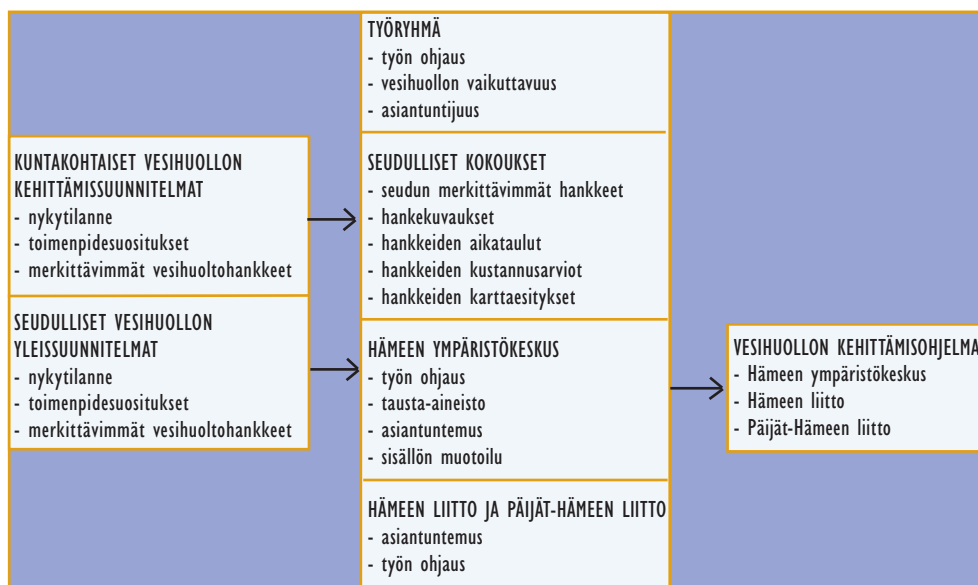 KUNTAKOHTAISET VESIHUOLLON
KEHITTÄMISSUUNNITELMAT
- nykytilanne
- toimenpidesuositukset
- merkittävimmät vesihuoltohankkeet
SEUDULLISET VESIHUOLLON
YLEISSUUNNITELMAT
- nykytilanne
- toimenpidesuositukset
- merkittävimmät vesihuoltohankkeet
TYÖRYHMÄ
- työn ohjaus
- vesihuollon vaikuttavuus
- asiantuntijuus
SEUDULLISET KOKOUKSET
- seudun merkittävimmät hankkeet
- hankekuvaukset
- hankkeiden aikataulut
- hankkeiden kustannusarviot
- hankkeiden karttaesitykset
HÄMEEN YMPÄRISTÖKESKUS
- työn ohjaus
- tausta-aineisto
- asiantuntemus
- sisällön muotoilu
HÄMEEN LIITTO JA PÄIJÄT-HÄMEEN LIITTO
- asiantuntemus
- työn ohjaus
VESIHUOLLON KEHITTÄMISOHJELMA
- Hämeen ympäristökeskus
- Hämeen liitto
- Päijät-Hämeen liitto